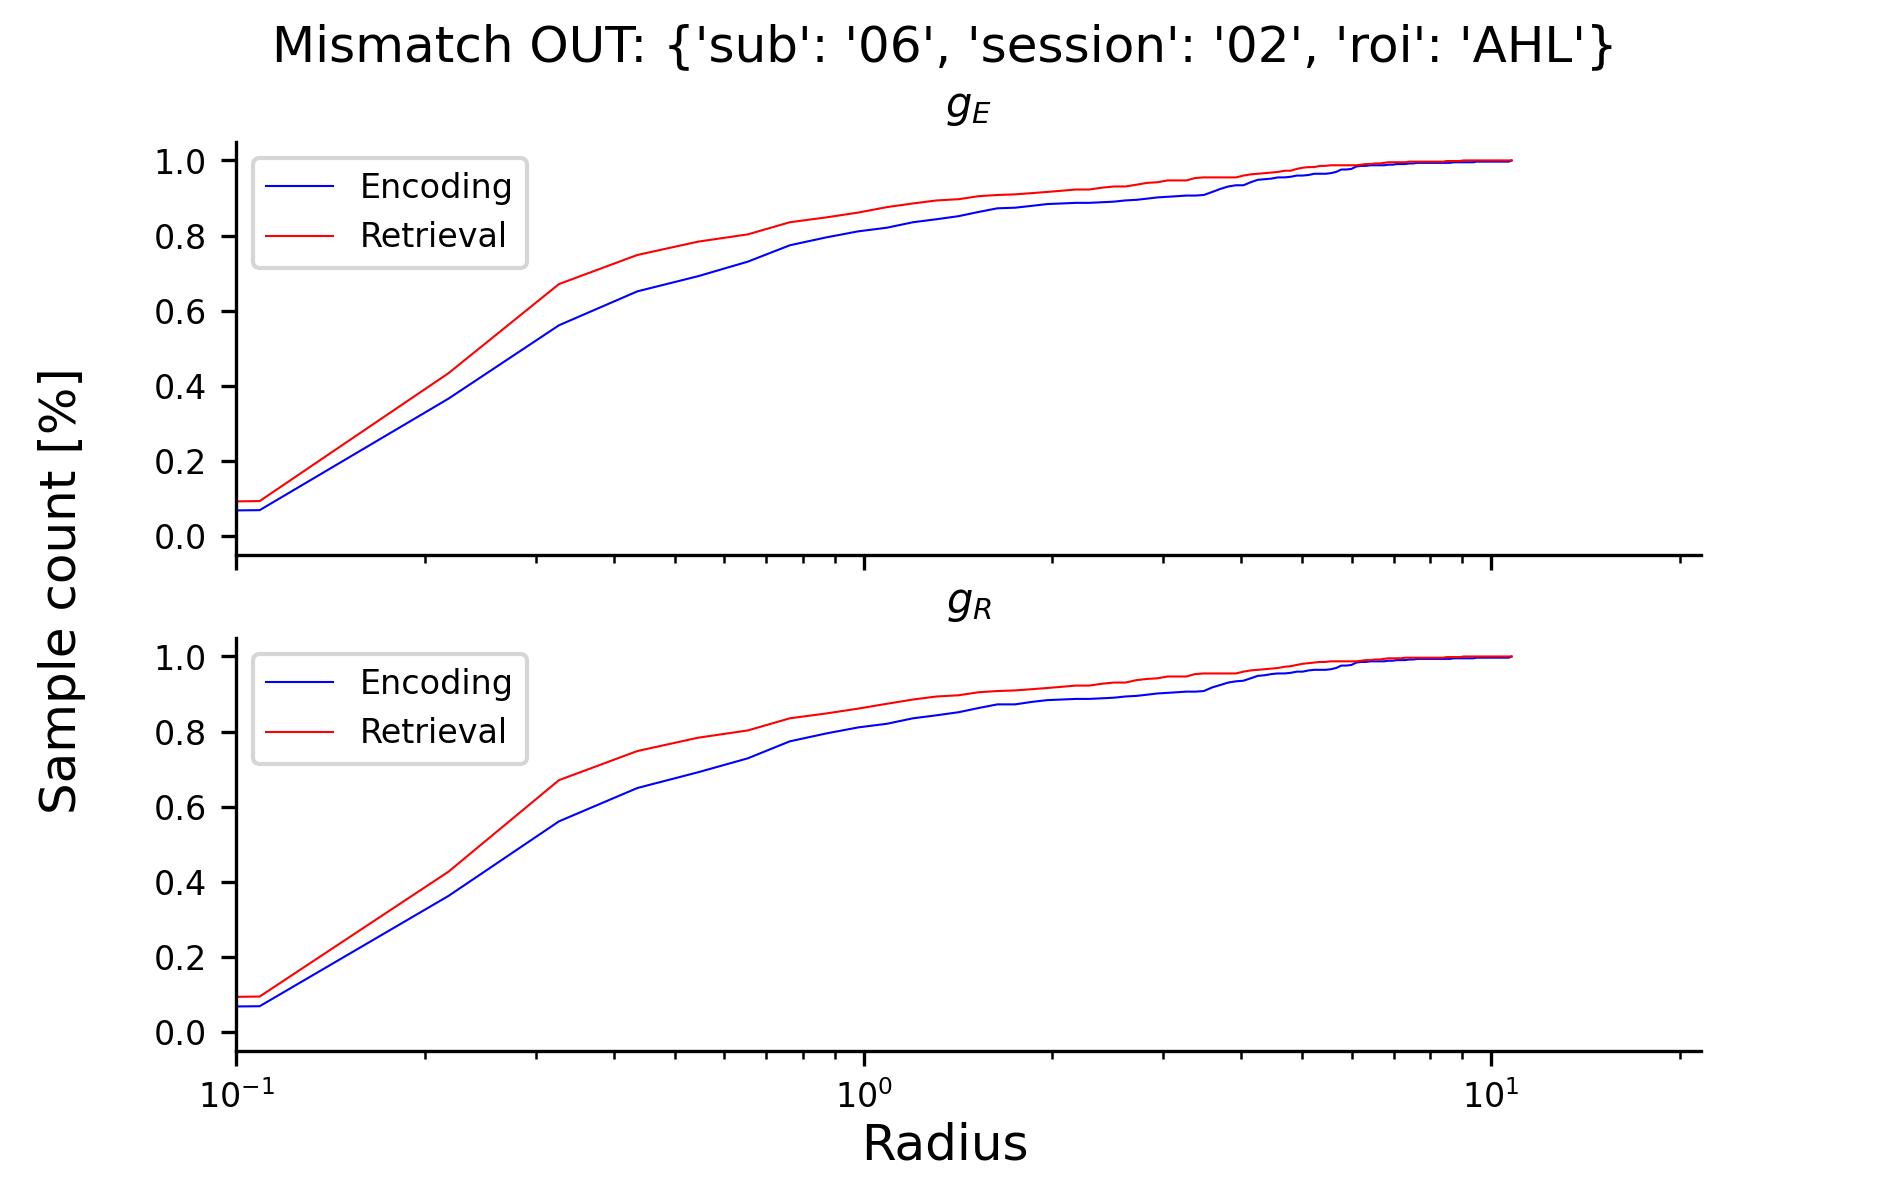 Mismatch OUT: {'sub': '06', 'session': '02', 'roi': 'AHL'}
g_E
1.0
0.8
0.6
0.4
0.2
0.0
Encoding
Retrieval
Sample count [%]
g_R
1.0
0.8
0.6
0.4
0.2
0.0
Encoding
Retrieval
10^−1 10^0 10^1
Radius